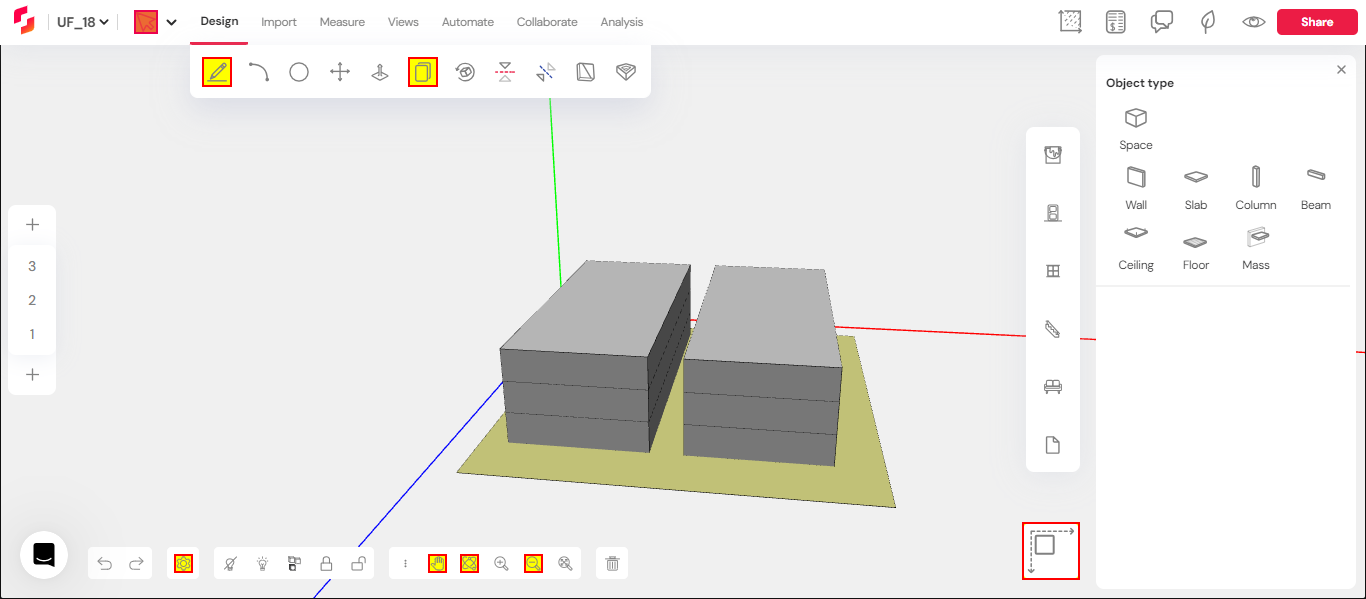 UF_18 Design Import Measure Views Automate Collaborate Analysis Share
Object type
Space
Wall Slab Column Beam
Ceiling Floor Mass
3
2
1